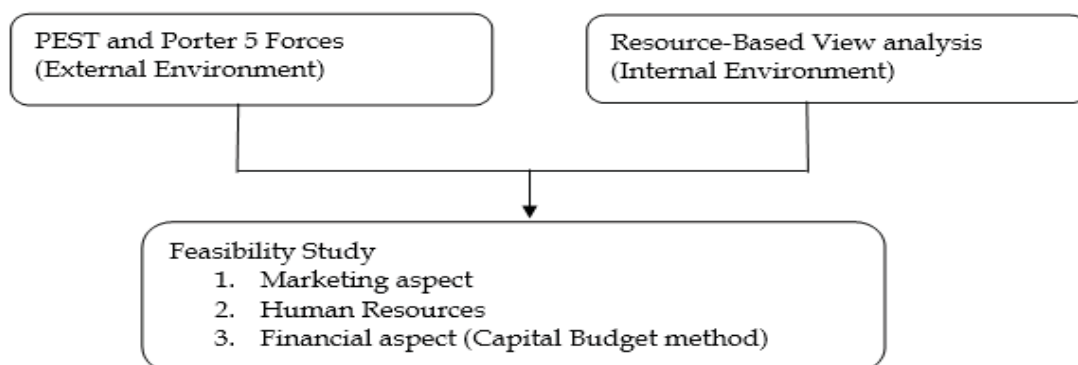 PEST and Porter 5 Forces
(External Environment)
Resource-Based View analysis
(Internal Environment)
Feasibility Study
1. Marketing aspect
2. Human Resources
3. Financial aspect (Capital Budget method)